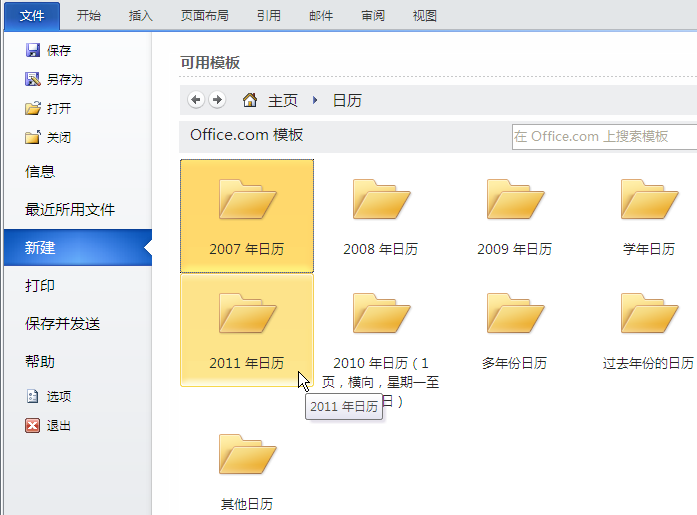 文件 开始 插入 页面布局 引用 邮件 审阅 视图
保存
另存为
打开
关闭
信息
最近所用文件
新建
打印
保存并发送
帮助
选项
退出
可用模板
主页 日历
Office.com 模板
在 Office.com 上搜索模板
2007 年日历
2008 年日历
2009 年日历
学年日历
2011 年日历
2010 年日历（1
页，横向，星期一至
日）
多年份日历
过去年份的日历
2011 年日历
其他日历